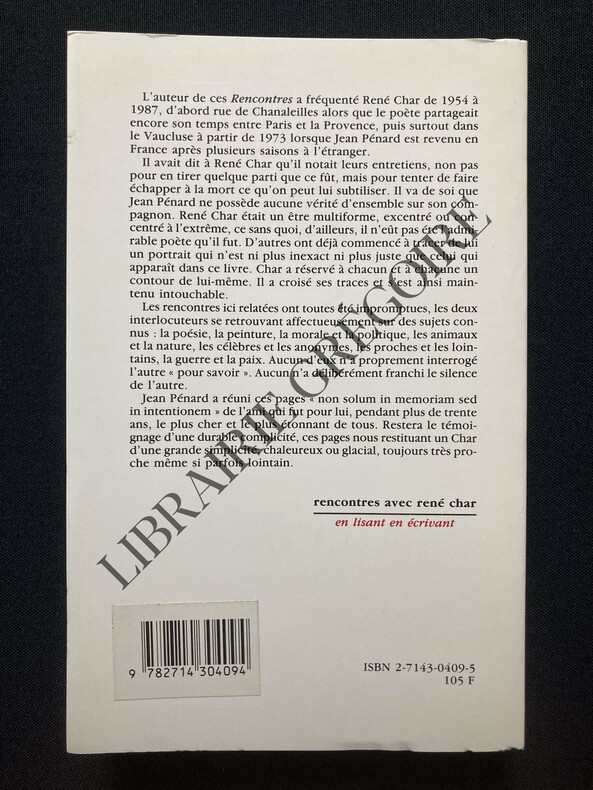 L'auteur de ces Rencontres a fréquenté René Char de 1954 à
1987, d'abord rue de Chanaleilles alors que le poète partageait
encore son temps entre Paris et la Provence, puis surtout dans
le Vaucluse à partir de 1973 lorsque Jean Pénard est revenu en
France après plusieurs saisons à l'étranger.
Il avait dit à René Char qu'il notait leurs entretiens, non pas
pour en tirer quelque parti que ce fût, mais pour tenter de faire
échapper à la mort ce qu'on peut lui subtiliser. Il va de soi que
Jean Pénard ne possède aucune vérité d'ensemble sur son com-
pagnon. René Char était un être multiforme, excentré ou con-
centré à l'extrême, ce sans quoi, d'ailleurs, il n'eût pas été l'admi-
rable poète qu'il fut. D'autres ont déjà commencé à tracer de lui
un portrait qui n'est ni plus inexact ni plus juste que celui qui
apparaît dans ce livre. Char a réservé à chacun et à chacune un
contour de lui-même. Il a croisé ses traces et s'est ainsi main-
tenu intouchable.
Les rencontres ici relatées ont toutes été impromptues, les deux
interlocuteurs se retrouvant affectueusement sur des sujets con-
nus : la poésie, la peinture, la morale et la politique, les animaux
et la nature, les célèbres et les anonymes, les proches et les loin-
tains, la guerre et la paix. Aucun d'eux n'a proprement interrogé
l'autre « pour savoir ». Aucun n'a délibérément franchi le silence
de l'autre.
Jean Pénard a réuni ces pages « non solum in memoriam sed
in intentionem » de l'ami qui fut pour lui, pendant plus de trente
ans, le plus cher et le plus étonnant de tous. Restera le témoi-
gnage d'une durable complicité, ces pages nous restituant un Char
d'une grande simplicité, chaleureux ou glacial, toujours très pro-
che même si parfois lointain.
rencontres avec rené char
en lisant en écrivant
LIBRAIRIE GRÉGOIRE
9 782714 304094
ISBN 2-7143-0409-5
105 F